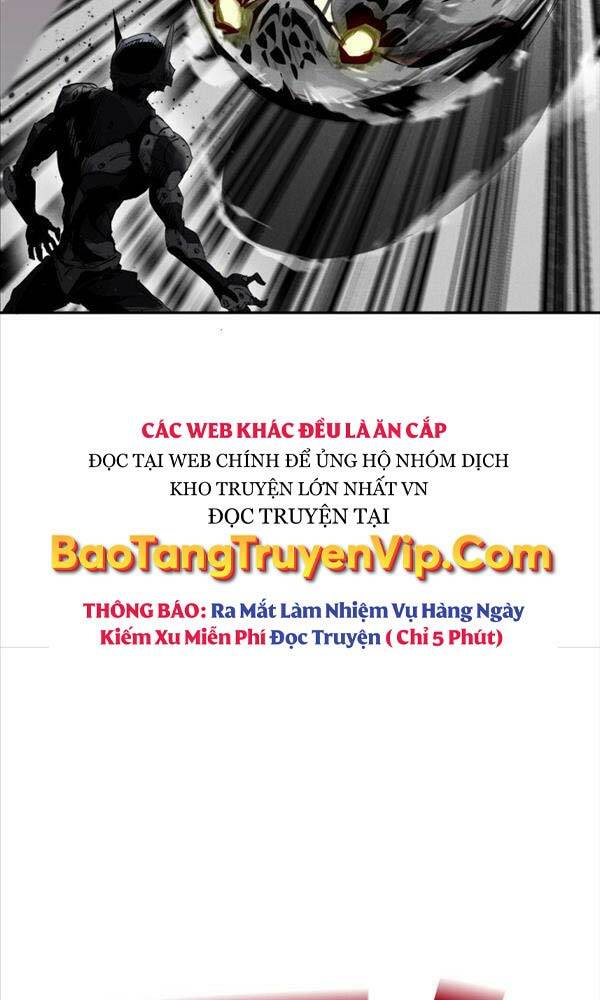 CÁC WEB KHÁC ĐỀU LÀ ĂN CẮP
ĐỌC TẠI WEB CHÍNH ĐỂ ỦNG HỘ NHÓM DỊCH
KHO TRUYỆN LỚN NHẤT VN
ĐỌC TRUYỆN TẠI
BaoTangTruyenVip.Com
THÔNG BÁO: Ra Mắt Làm Nhiệm Vụ Hàng Ngày
Kiếm Xu Miễn Phí Đọc Truyện ( Chỉ 5 Phút)